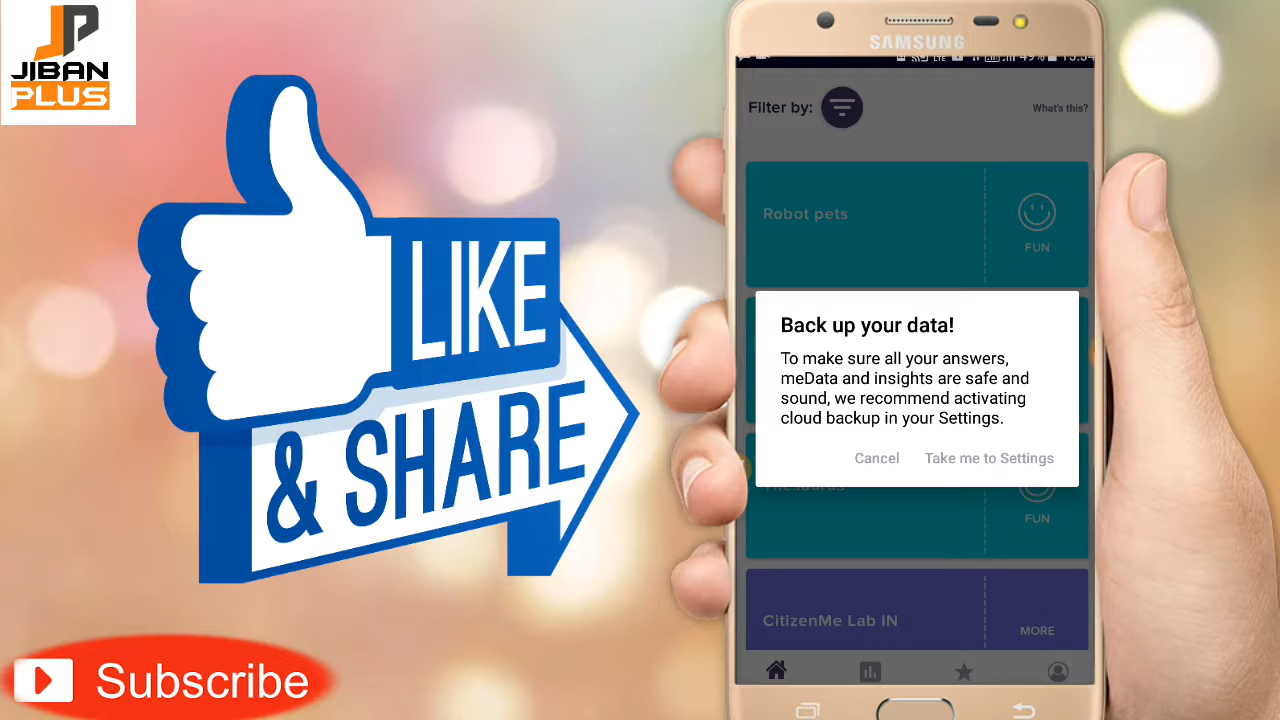 JP
JIBAN
PLUS
LIKE
& SHARE
Subscribe
SAMSUNG
Filter by:
What's this?
Robot pets
FUN
Back up your data!
To make sure all your answers,
meData and insights are safe and
sound, we recommend activating
cloud backup in your Settings.
Cancel
Take me to Settings
FUN
CitizenMe Lab IN
MORE